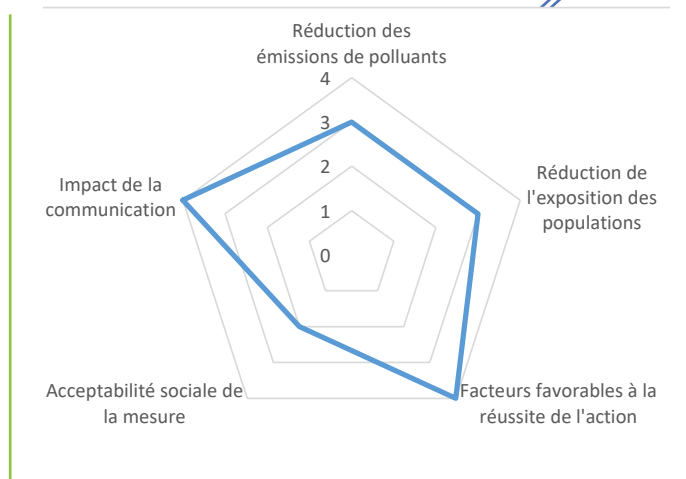 Réduction des
émissions de polluants
4
3
2
1
0
Réduction de
l'exposition des
populations
Facteurs favorables à la
réussite de l'action
Acceptabilité sociale de
la mesure
Impact de la
communication